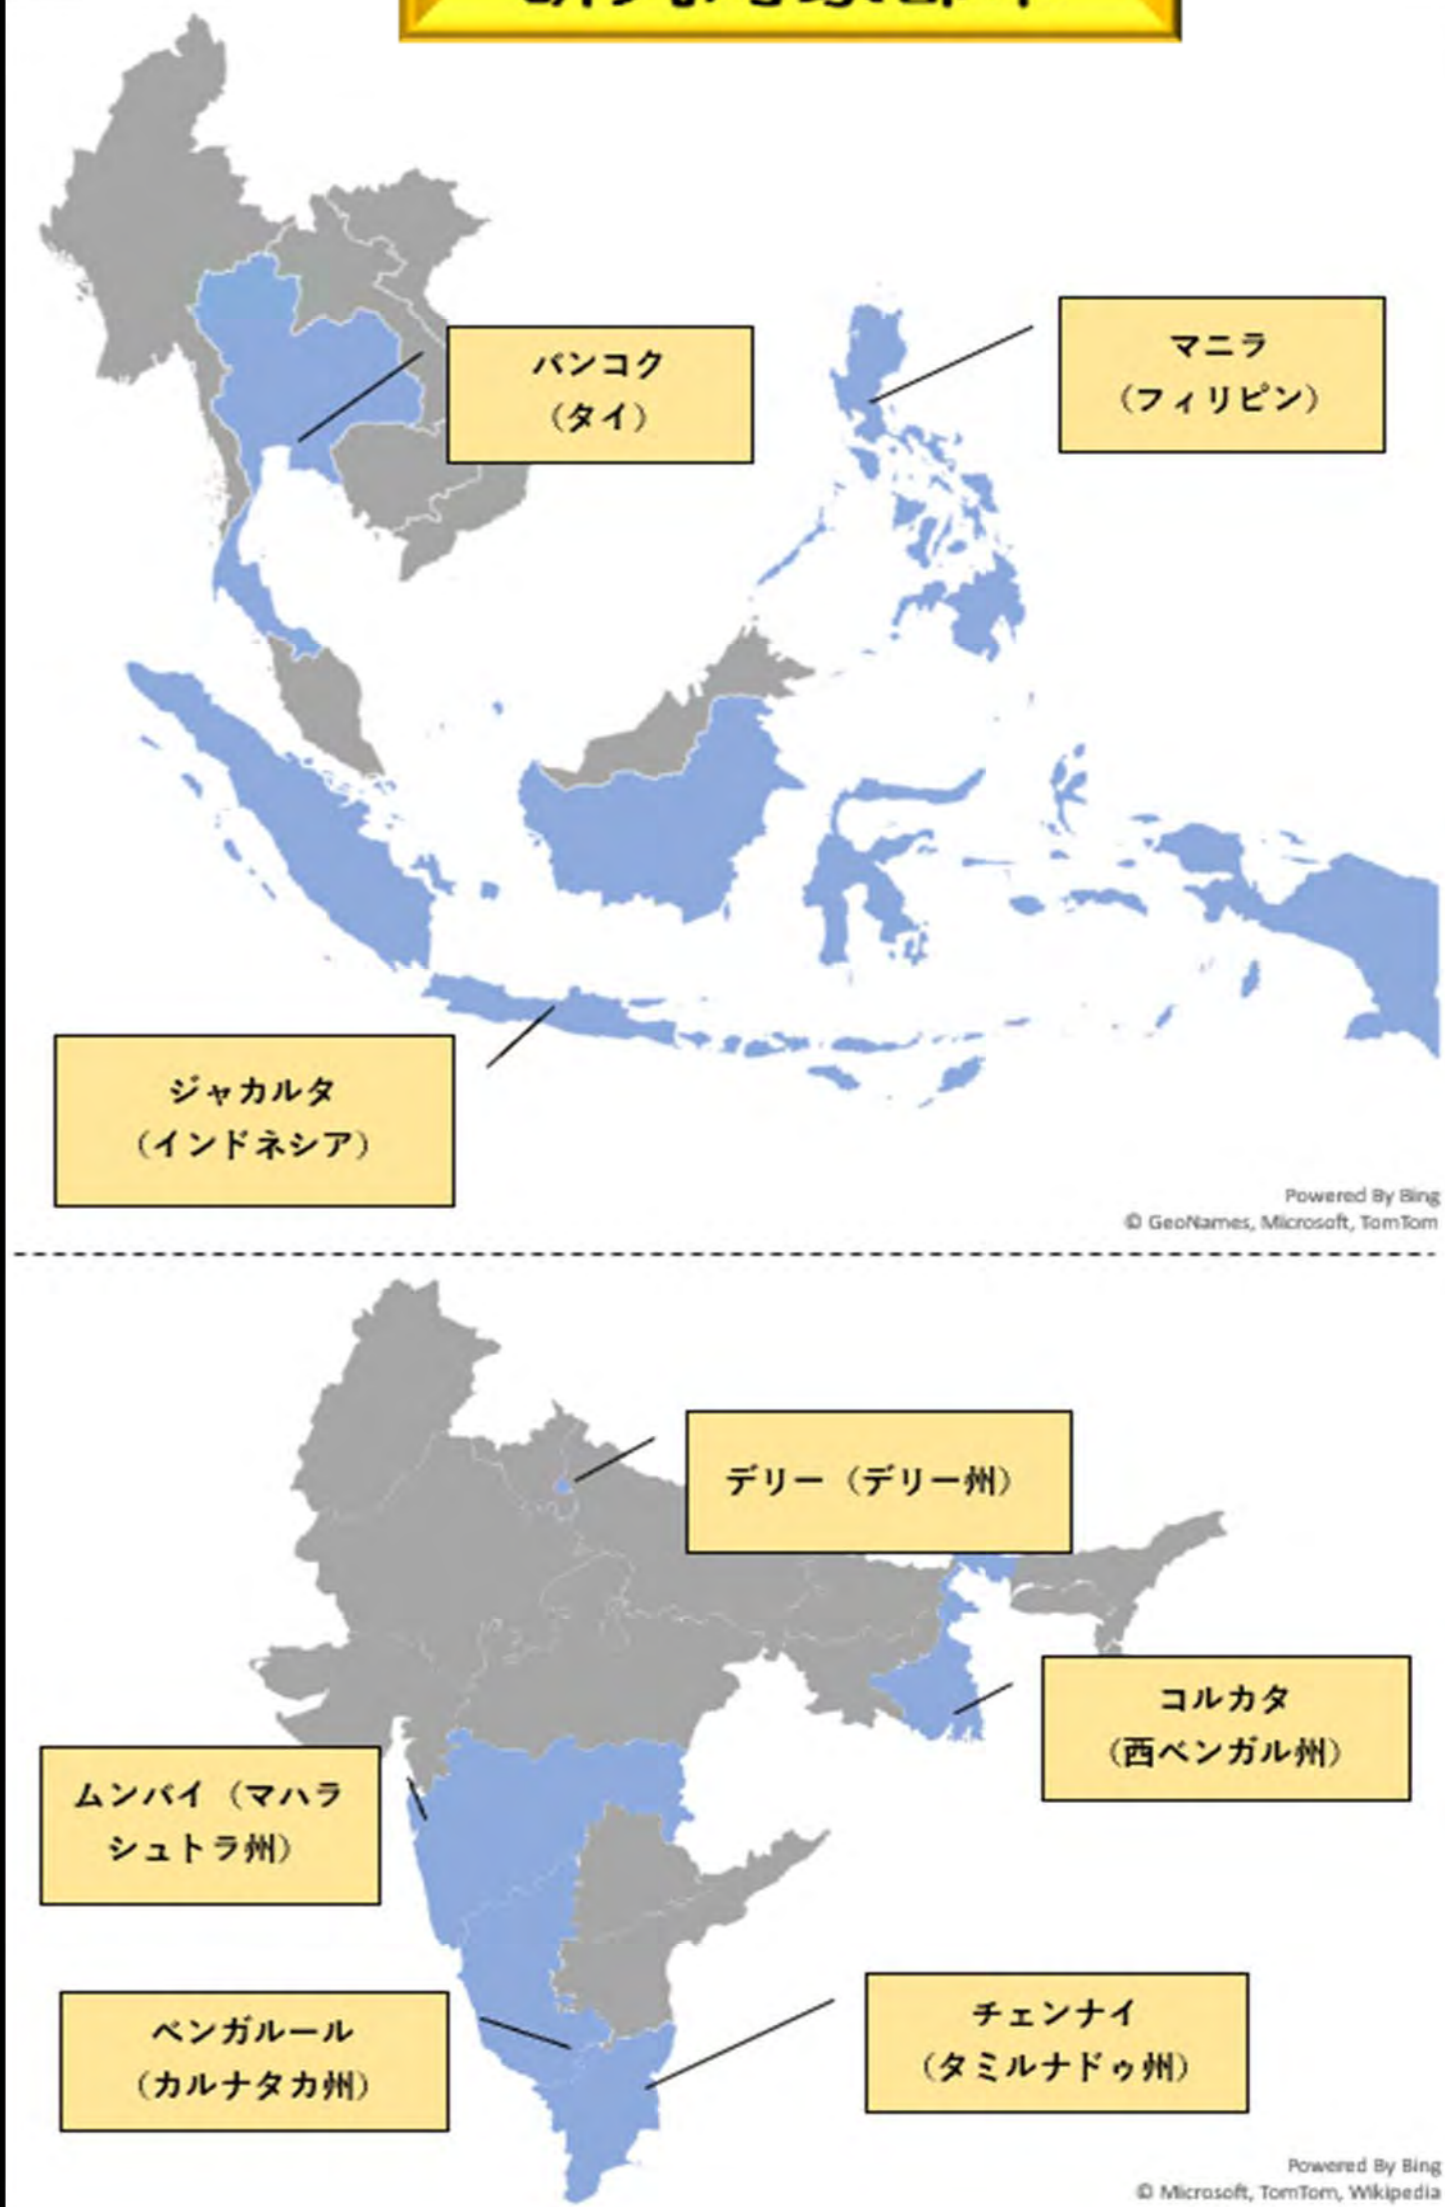 バンコク
（タイ）
マニラ
（フィリピン）
ジャカルタ
（インドネシア）
Powered By Bing
© GeoNames, Microsoft, TomTom
デリー（デリー州）
コルカタ
（西ベンガル州）
ムンバイ（マハラ
シュトラ州）
ベンガルール
（カルナタカ州）
チェンナイ
（タミルナドゥ州）
Powered By Bing
© Microsoft, TomTom, Wikipedia